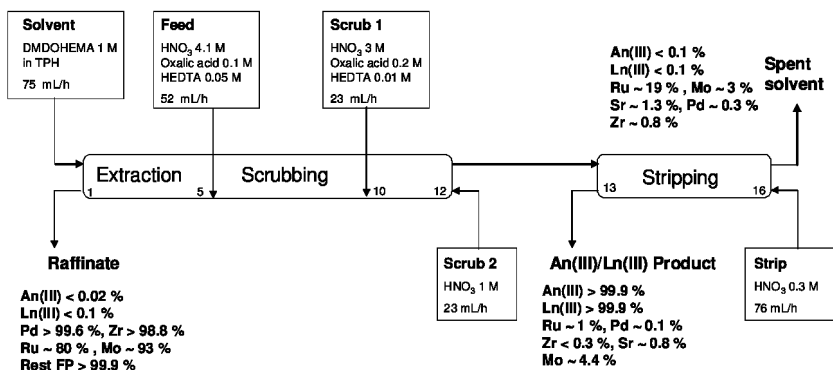 Solvent
DMDOHEMA 1 M
in TPH
75 mL/h
Feed
HNO3 4.1 M
Oxalic acid 0.1 M
HEDTA 0.05 M
52 mL/h
Scrub 1
HNO3 3 M
Oxalic acid 0.2 M
HEDTA 0.01 M
23 mL/h
An(III) < 0.1 %
Ln(III) < 0.1 %
Ru ~ 19 % , Mo ~ 3 %
Sr ~ 1.3 %, Pd ~ 0.3 %
Zr ~ 0.8 %
Spent
solvent
Extraction
Scrubbing
1
5
10
12
Stripping
13
16
Raffinate
An(III) < 0.02 %
Ln(III) < 0.1 %
Pd > 99.6 %, Zr > 98.8 %
Ru ~ 80 % , Mo ~ 93 %
Rest FP > 99.9 %
Scrub 2
HNO3 1 M
23 mL/h
An(III)/Ln(III) Product
An(III) > 99.9 %
Ln(III) > 99.9 %
Ru ~ 1 %, Pd ~ 0.1 %
Zr < 0.3 %, Sr ~ 0.8 %
Mo ~ 4.4 %
Strip
HNO3 0.3 M
76 mL/h